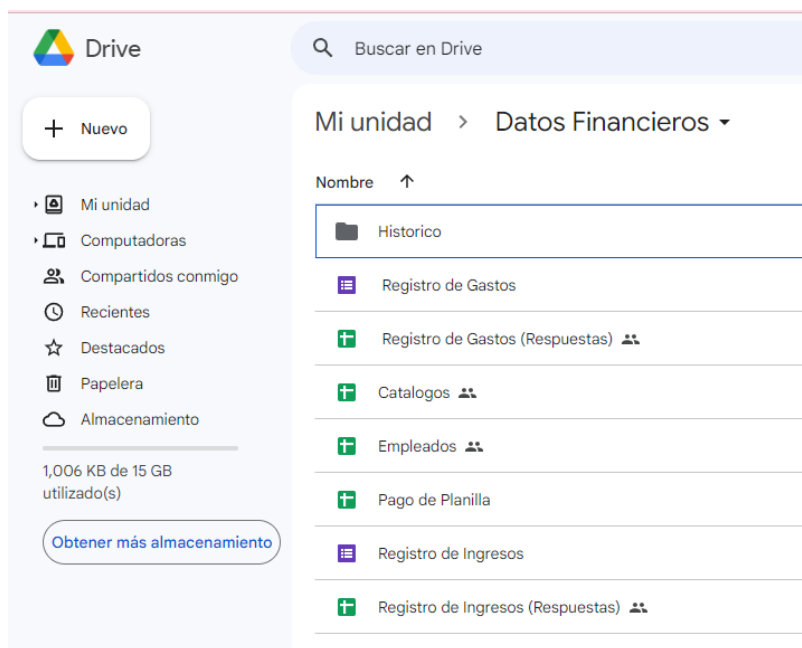 Drive
Buscar en Drive
Nuevo
Mi unidad
Computadoras
Compartidos conmigo
Recientes
Destacados
Papelera
Almacenamiento
1,006 KB de 15 GB
utilizado(s)
Obtener más almacenamiento
Mi unidad > Datos Financieros
Nombre
Historico
Registro de Gastos
Registro de Gastos (Respuestas)
Catalogos
Empleados
Pago de Planilla
Registro de Ingresos
Registro de Ingresos (Respuestas)